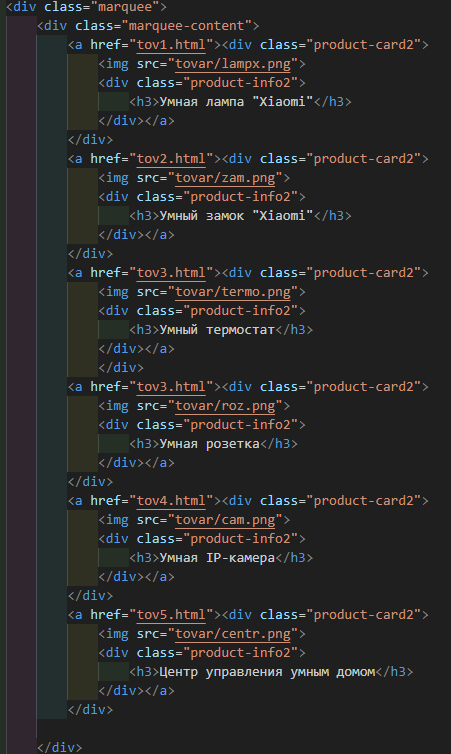 <div class="marquee">
<div class="marquee-content">
<a href="tov1.html"><div class="product-card2">
<img src="tovar/lampx.png">
<div class="product-info2">
<h3>Умная лампа "Xiaomi"</h3>
</div></a>
</div>
<a href="tov2.html"><div class="product-card2">
<img src="tovar/zam.png">
<div class="product-info2">
<h3>Умный замок "Xiaomi"</h3>
</div></a>
</div>
<a href="tov3.html"><div class="product-card2">
<img src="tovar/termo.png">
<div class="product-info2">
<h3>Умный термостат</h3>
</div></a>
</div>
<a href="tov3.html"><div class="product-card2">
<img src="tovar/roz.png">
<div class="product-info2">
<h3>Умная розетка</h3>
</div></a>
</div>
<a href="tov4.html"><div class="product-card2">
<img src="tovar/cam.png">
<div class="product-info2">
<h3>Умная IP-камера</h3>
</div></a>
</div>
<a href="tov5.html"><div class="product-card2">
<img src="tovar/centr.png">
<div class="product-info2">
<h3>Центр управления умным домом</h3>
</div></a>
</div>
</div>